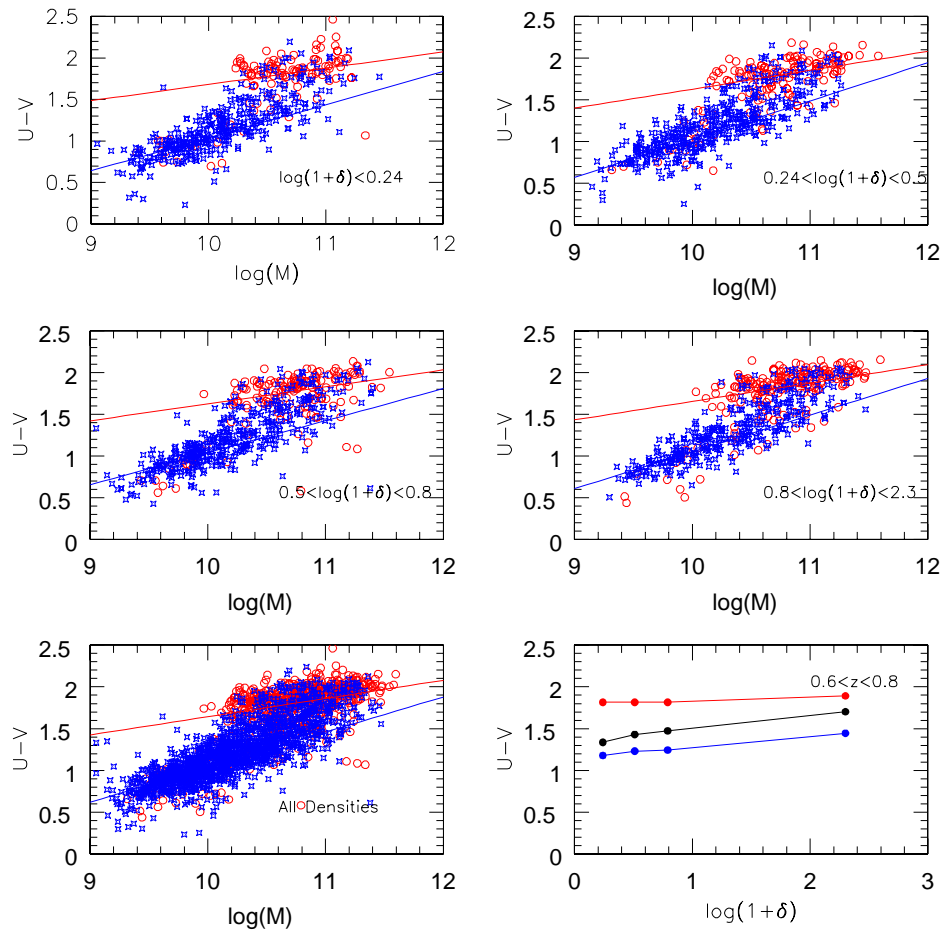 2.5
2
1.5
1
0.5
0
U−V
log(1+δ)<0.24
9 10 11 12
log(M)
2.5
2
1.5
1
0.5
0
U−V
0.24<log(1+δ)<0.5
9 10 11 12
log(M)
2.5
2
1.5
1
0.5
0
U−V
0.5<log(1+δ)<0.8
9 10 11 12
log(M)
2.5
2
1.5
1
0.5
0
U−V
0.8<log(1+δ)<2.3
9 10 11 12
log(M)
2.5
2
1.5
1
0.5
0
U−V
All Densities
9 10 11 12
log(M)
2.5
2
1.5
1
0.5
0
U−V
0.6<z<0.8
0 1 2 3
log(1+δ)